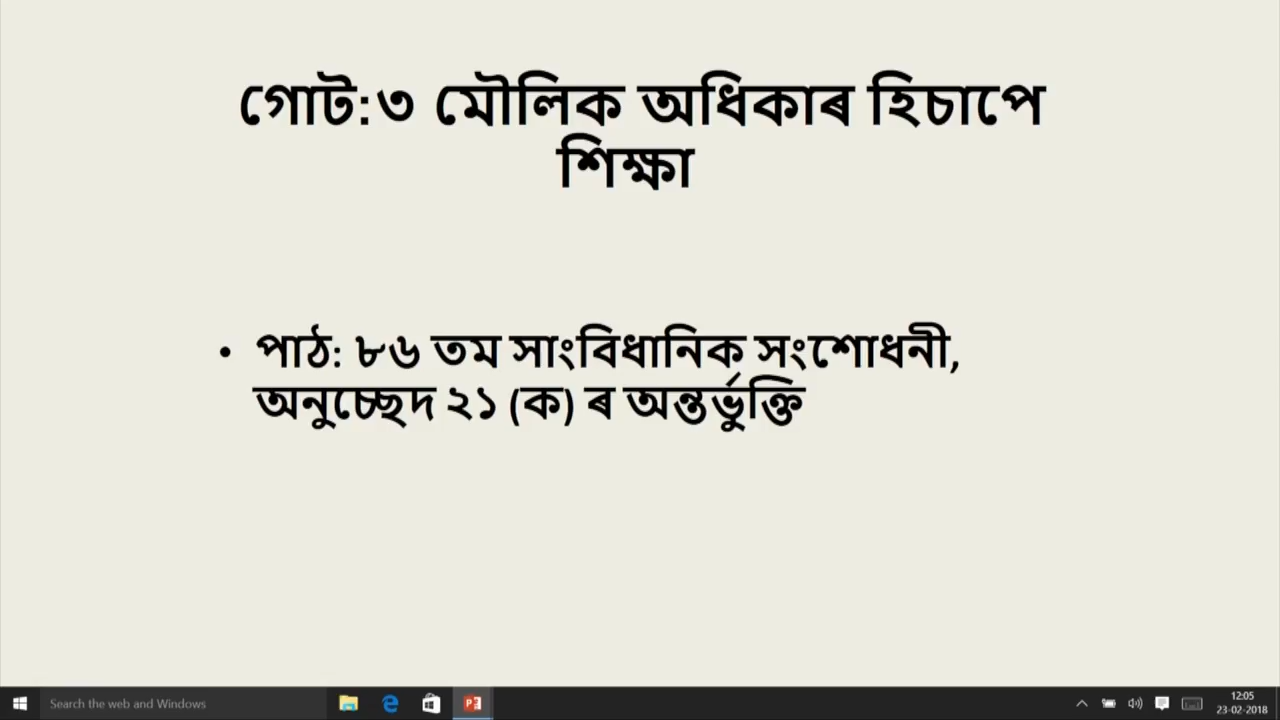 গোট:৩ মৌলিক অধিকাৰ হিচাপে
শিক্ষা
• পাঠ: ৮৬ তম সাংবিধানিক সংশোধনী,
অনুচ্ছেদ ২১ (ক) ৰ অন্তৰ্ভুক্তি
Search the web and Windows
12:05
23-02-2018